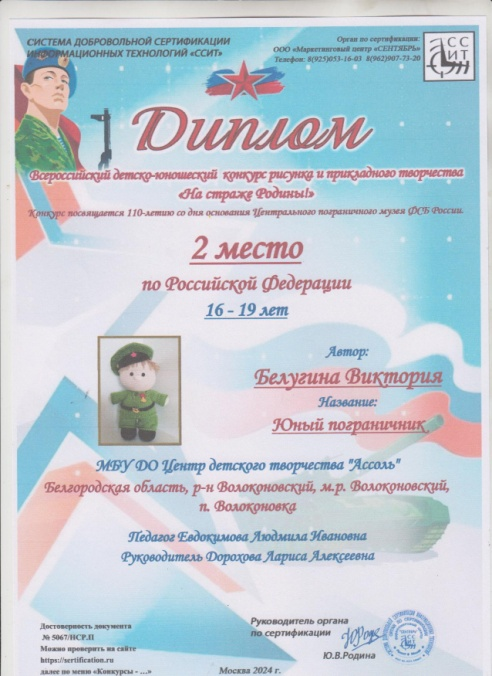 СИСТЕМА ДОБРОВОЛЬНОЙ СЕРТИФИКАЦИИ
ИНФОРМАЦИОННЫХ ТЕХНОЛОГИЙ «ССИТ»
Орган по сертификации:
ООО «Маркетинговый центр «СЕНТЯБРЬ»
Телефон: 8(925)053-16-03 8(962)907-73-20
СС
ИТ
Диплом
Всероссийский детско-юношеский конкурс рисунка и прикладного творчества
«На страже Родины!»
Конкурс посвящается 110-летию со дня основания Центрального пограничного музея ФСБ России.
2 место
по Российской Федерации
16 - 19 лет
Автор:
Белугина Виктория
Название:
Юный пограничник
МБУ ДО Центр детского творчества "Ассоль"
Белгородская область, р-н Волоконовский, м.р. Волоконовский,
п. Волоконовка
Педагог Евдокимова Людмила Ивановна
Руководитель Дорохова Лариса Алексеевна
Достоверность документа
№ 5067/НСР.П
Можно проверить на сайте
https://sertification.ru
далее по меню «Конкурсы - ...»
Руководитель органа
по сертификации
Ю.В.Родина
Москва 2024 г.